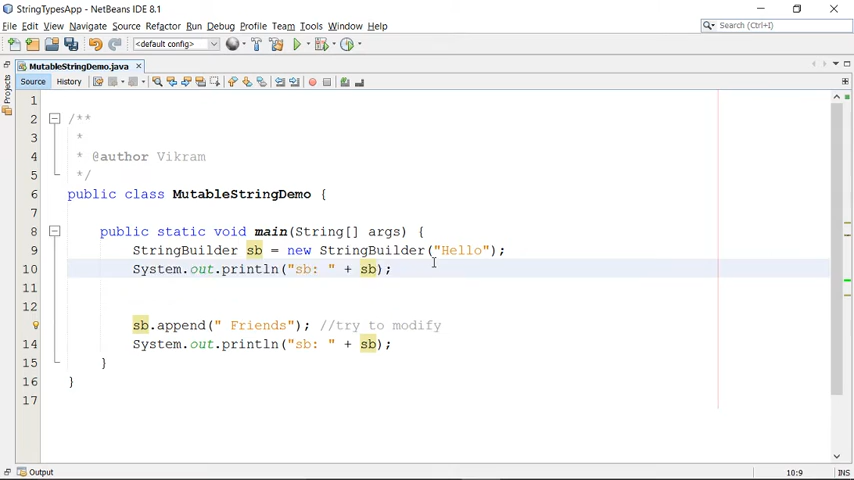 StringTypesApp - NetBeans IDE 8.1
File Edit View Navigate Source Refactor Run Debug Profile Team Tools Window Help
Search (Ctrl+I)
<default config>
MutableStringDemo.java ×
Source History
Projects
1
2 /**
3 *
4 * @author Vikram
5 */
6 public class MutableStringDemo {
7
8 public static void main(String[] args) {
9 StringBuilder sb = new StringBuilder("Hello");
10 System.out.println("sb: " + sb);
11
12
sb.append(" Friends"); //try to modify
14 System.out.println("sb: " + sb);
15 }
16 }
17
Output
10:9 INS